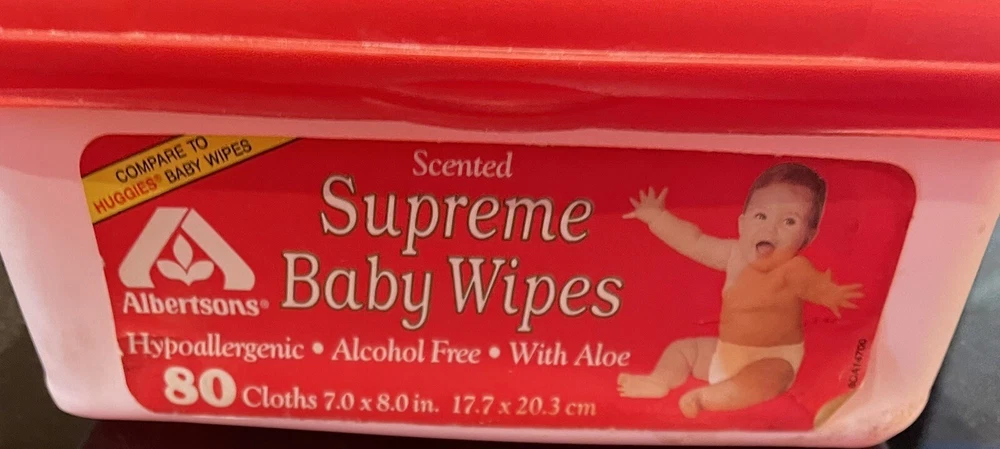 COMPARE TO
HUGGIES® BABY WIPES
Scented
Supreme
Baby Wipes
Albertsons®
Hypoallergenic • Alcohol Free • With Aloe
80 Cloths 7.0 x 8.0 in. 17.7 x 20.3 cm